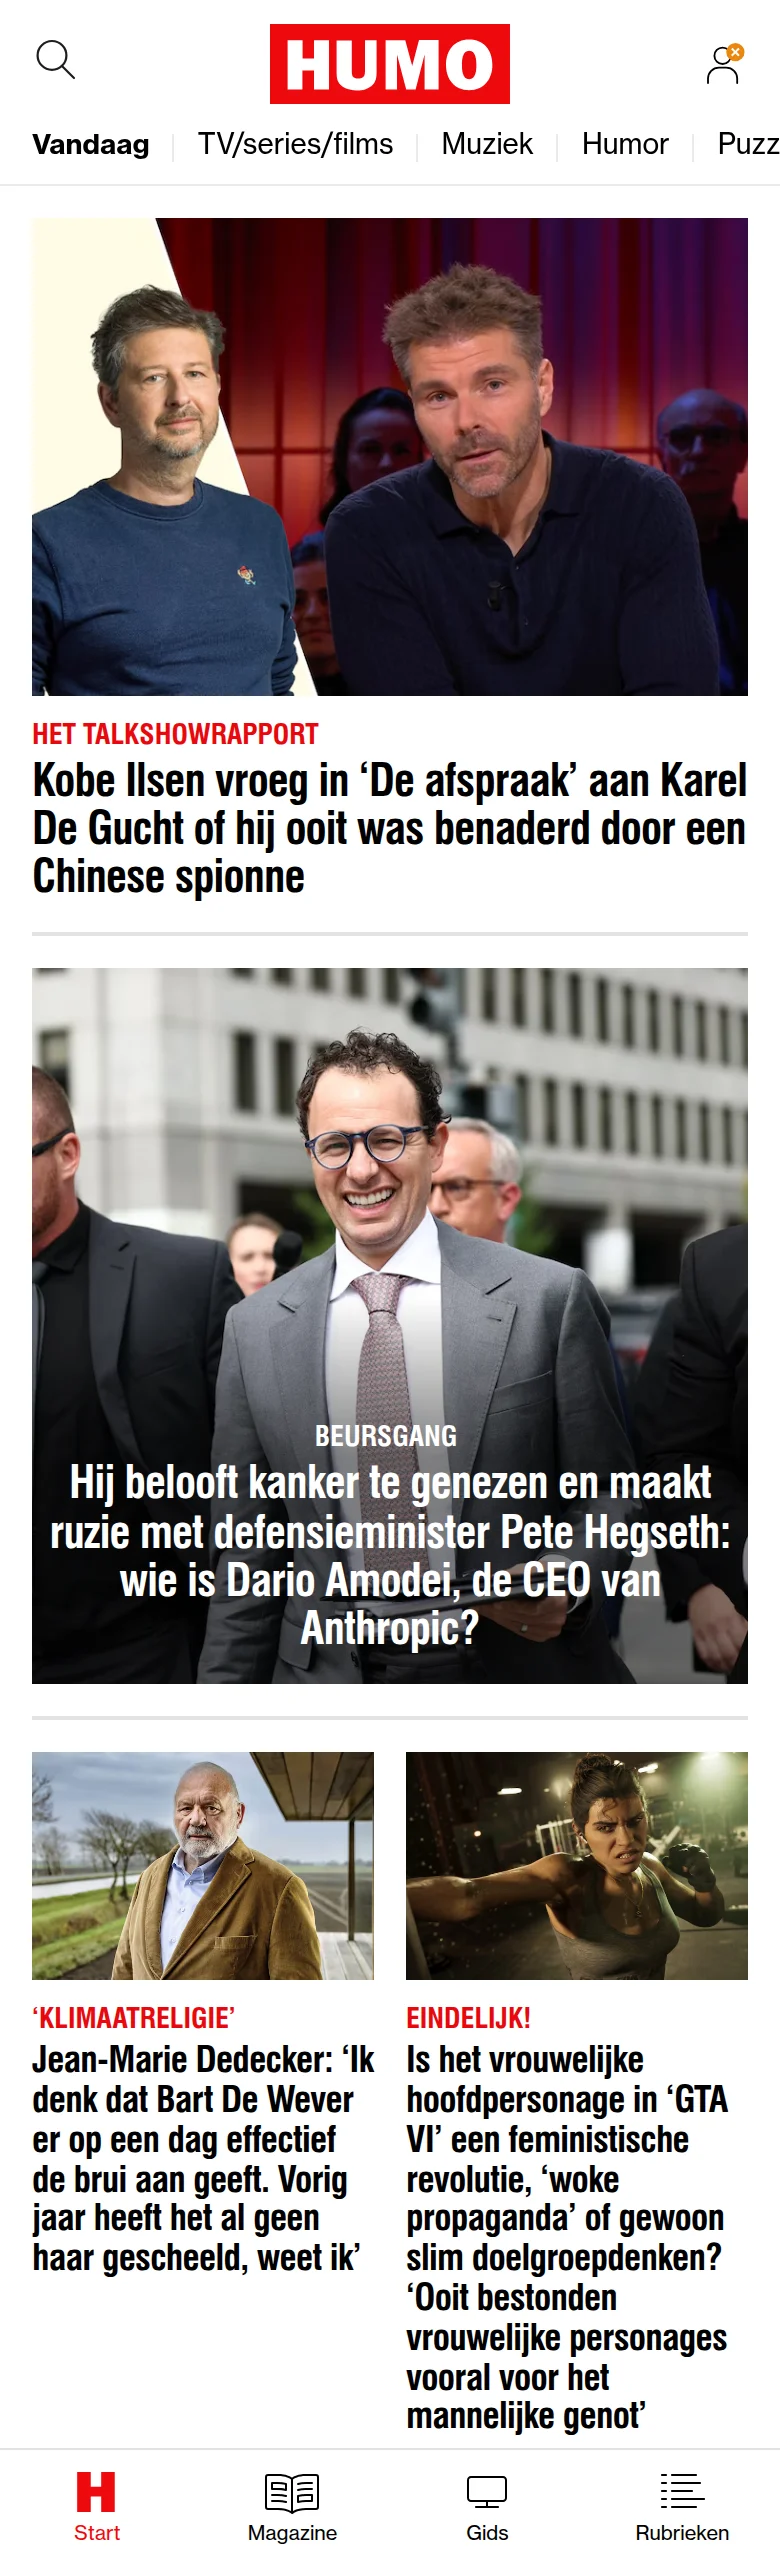 HUMO
Vandaag
TV/series/films
Muziek
Humor
Puzz
HET TALKSHOWRAPPORT
Kobe Ilsen vroeg in ‘De afspraak’ aan Karel
De Gucht of hij ooit was benaderd door een
Chinese spionne
BEURSGANG
Hij belooft kanker te genezen en maakt
ruzie met defensieminister Pete Hegseth:
wie is Dario Amodei, de CEO van
Anthropic?
‘KLIMAATRELIGIE’
Jean-Marie Dedecker: ‘Ik
denk dat Bart De Wever
er op een dag effectief
de brui aan geeft. Vorig
jaar heeft het al geen
haar gescheeld, weet ik’
EINDELIJK!
Is het vrouwelijke
hoofdpersonage in ‘GTA
VI’ een feministische
revolutie, ‘woke
propaganda’ of gewoon
slim doelgroepdenken?
‘Ooit bestonden
vrouwelijke personages
vooral voor het
mannelijke genot’
H
Start
Magazine
Gids
Rubrieken